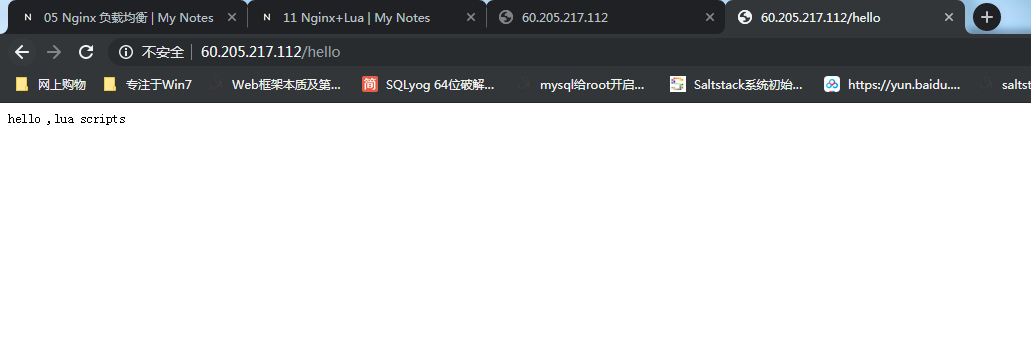 05 Nginx 负载均衡 | My Notes
11 Nginx+Lua | My Notes
60.205.217.112
60.205.217.112/hello
不安全 | 60.205.217.112/hello
网上购物 专注于Win7 Web框架本质及第... 简 SQLyog 64位破解... mysql给root开启... Saltstack系统初始... https://yun.baidu.... saltst
hello ,lua scripts